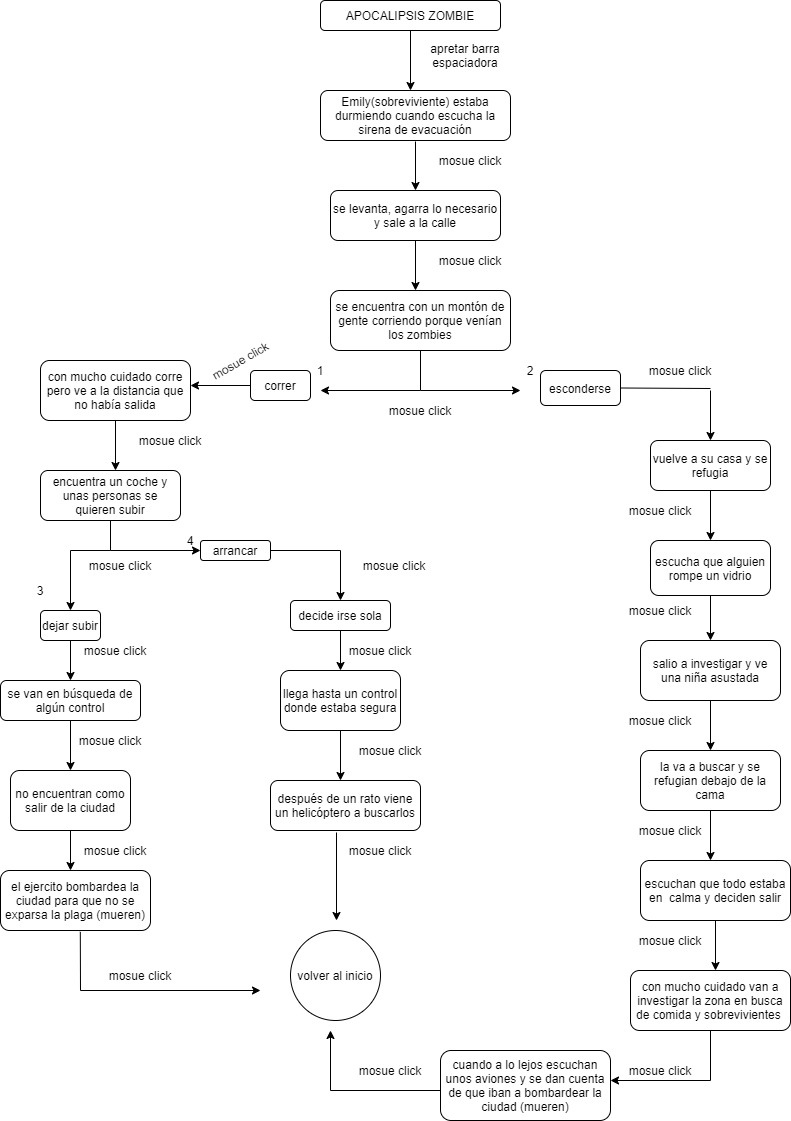 APOCALIPSIS ZOMBIE
apretar barra
espaciadora
Emily(sobreviviente) estaba
durmiendo cuando escucha la
sirena de evacuación
mosue click
se levanta, agarra lo necesario
y sale a la calle
mosue click
se encuentra con un montón de
gente corriendo porque venían
los zombies
mosue click
1
correr
mosue click
con mucho cuidado corre
pero ve a la distancia que
no había salida
mosue click
encuentra un coche y
unas personas se
quieren subir
mosue click
3
dejar subir
mosue click
se van en búsqueda de
algún control
mosue click
no encuentran como
salir de la ciudad
mosue click
el ejercito bombardea la
ciudad para que no se
exparsa la plaga (mueren)
mosue click
4
arrancar
mosue click
decide irse sola
mosue click
llega hasta un control
donde estaba segura
mosue click
después de un rato viene
un helicóptero a buscarlos
mosue click
volver al inicio
2
esconderse
mosue click
vuelve a su casa y se
refugia
mosue click
escucha que alguien
rompe un vidrio
mosue click
salio a investigar y ve
una niña asustada
mosue click
la va a buscar y se
refugian debajo de la
cama
mosue click
escuchan que todo estaba
en calma y deciden salir
mosue click
con mucho cuidado van a
investigar la zona en busca
de comida y sobrevivientes
mosue click
cuando a lo lejos escuchan
unos aviones y se dan cuenta
de que iban a bombardear la
ciudad (mueren)
mosue click